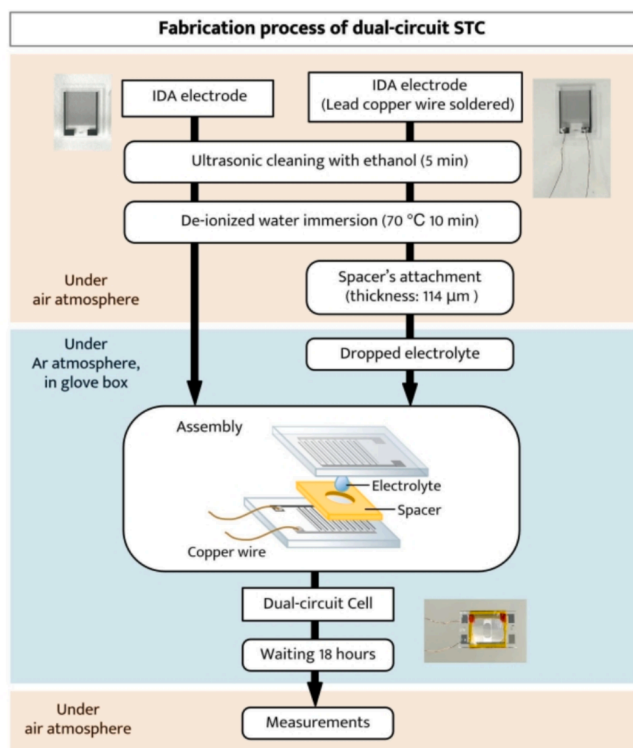 Fabrication process of dual-circuit STC
IDA electrode
IDA electrode
(Lead copper wire soldered)
Ultrasonic cleaning with ethanol (5 min)
De-ionized water immersion (70 °C 10 min)
Under
air atmosphere
Spacer's attachment
(thickness: 114 μm )
Under
Ar atmosphere,
in glove box
Dropped electrolyte
Assembly
Electrolyte
Spacer
Copper wire
Dual-circuit Cell
Waiting 18 hours
Under
air atmosphere
Measurements